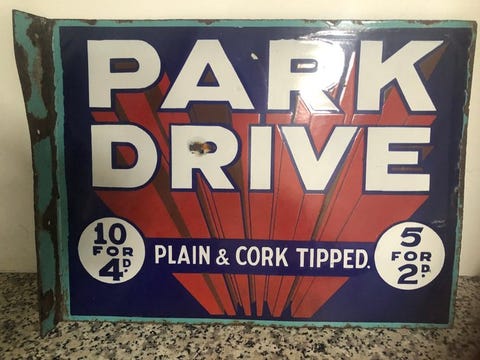 PARK
DRIVE
10
FOR
4D.
PLAIN & CORK TIPPED.
5
FOR
2D.